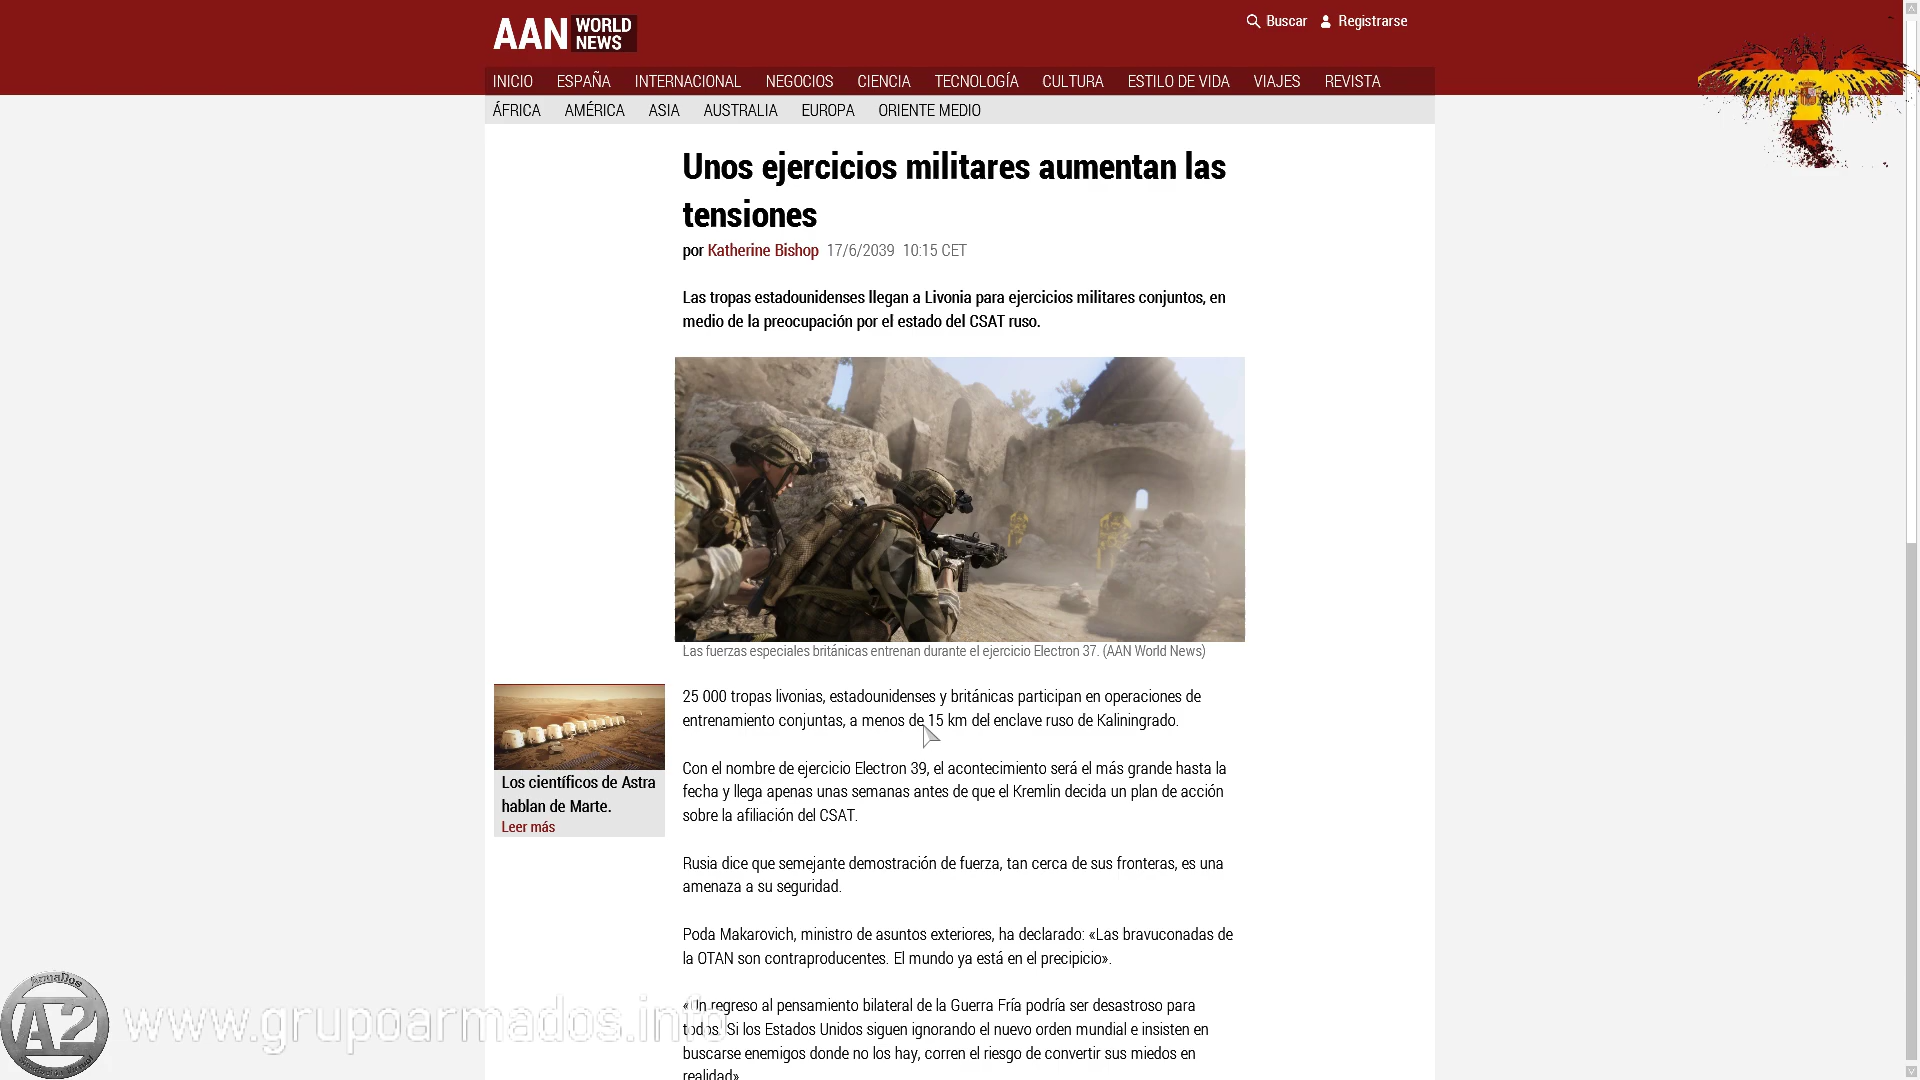 AAN WORLD NEWS
Buscar Registrarse
INICIO ESPAÑA INTERNACIONAL NEGOCIOS CIENCIA TECNOLOGÍA CULTURA ESTILO DE VIDA VIAJES REVISTA
ÁFRICA AMÉRICA ASIA AUSTRALIA EUROPA ORIENTE MEDIO
Unos ejercicios militares aumentan las
tensiones
por Katherine Bishop 17/6/2039 10:15 CET
Las tropas estadounidenses llegan a Livonia para ejercicios militares conjuntos, en
medio de la preocupación por el estado del CSAT ruso.
Las fuerzas especiales británicas entrenan durante el ejercicio Electron 37. (AAN World News)
Los científicos de Astra
hablan de Marte.
Leer más
25 000 tropas livonias, estadounidenses y británicas participan en operaciones de
entrenamiento conjuntas, a menos de 15 km del enclave ruso de Kaliningrado.
Con el nombre de ejercicio Electron 39, el acontecimiento será el más grande hasta la
fecha y llega apenas unas semanas antes de que el Kremlin decida un plan de acción
sobre la afiliación del CSAT.
Rusia dice que semejante demostración de fuerza, tan cerca de sus fronteras, es una
amenaza a su seguridad.
Poda Makarovich, ministro de asuntos exteriores, ha declarado: «Las bravuconadas de
la OTAN son contraproducentes. El mundo ya está en el precipicio».
«Un regreso al pensamiento bilateral de la Guerra Fría podría ser desastroso para
todos. Si los Estados Unidos siguen ignorando el nuevo orden mundial e insisten en
buscarse enemigos donde no los hay, corren el riesgo de convertir sus miedos en
realidad».
ArmaDos
A2
www.grupoarmados.info